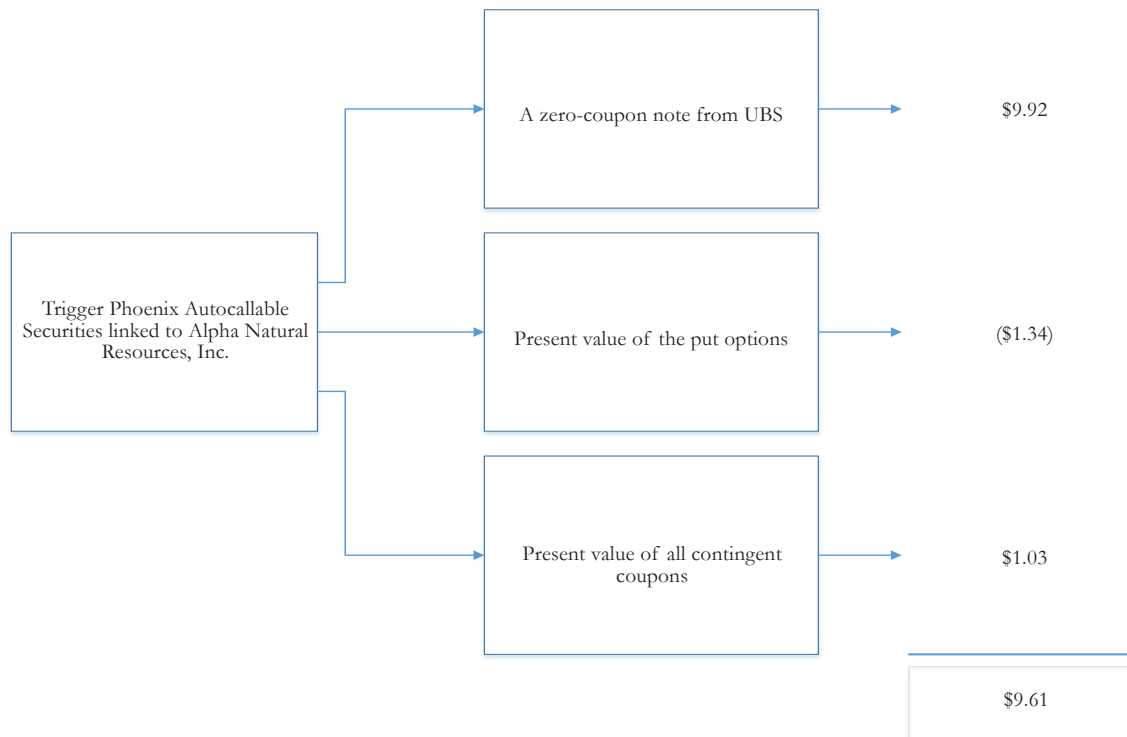 A zero-coupon note from UBS
$9.92
Trigger Phoenix Autocallable
Securities linked to Alpha Natural
Resources, Inc.
Present value of the put options
($1.34)
Present value of all contingent
coupons
$1.03
$9.61